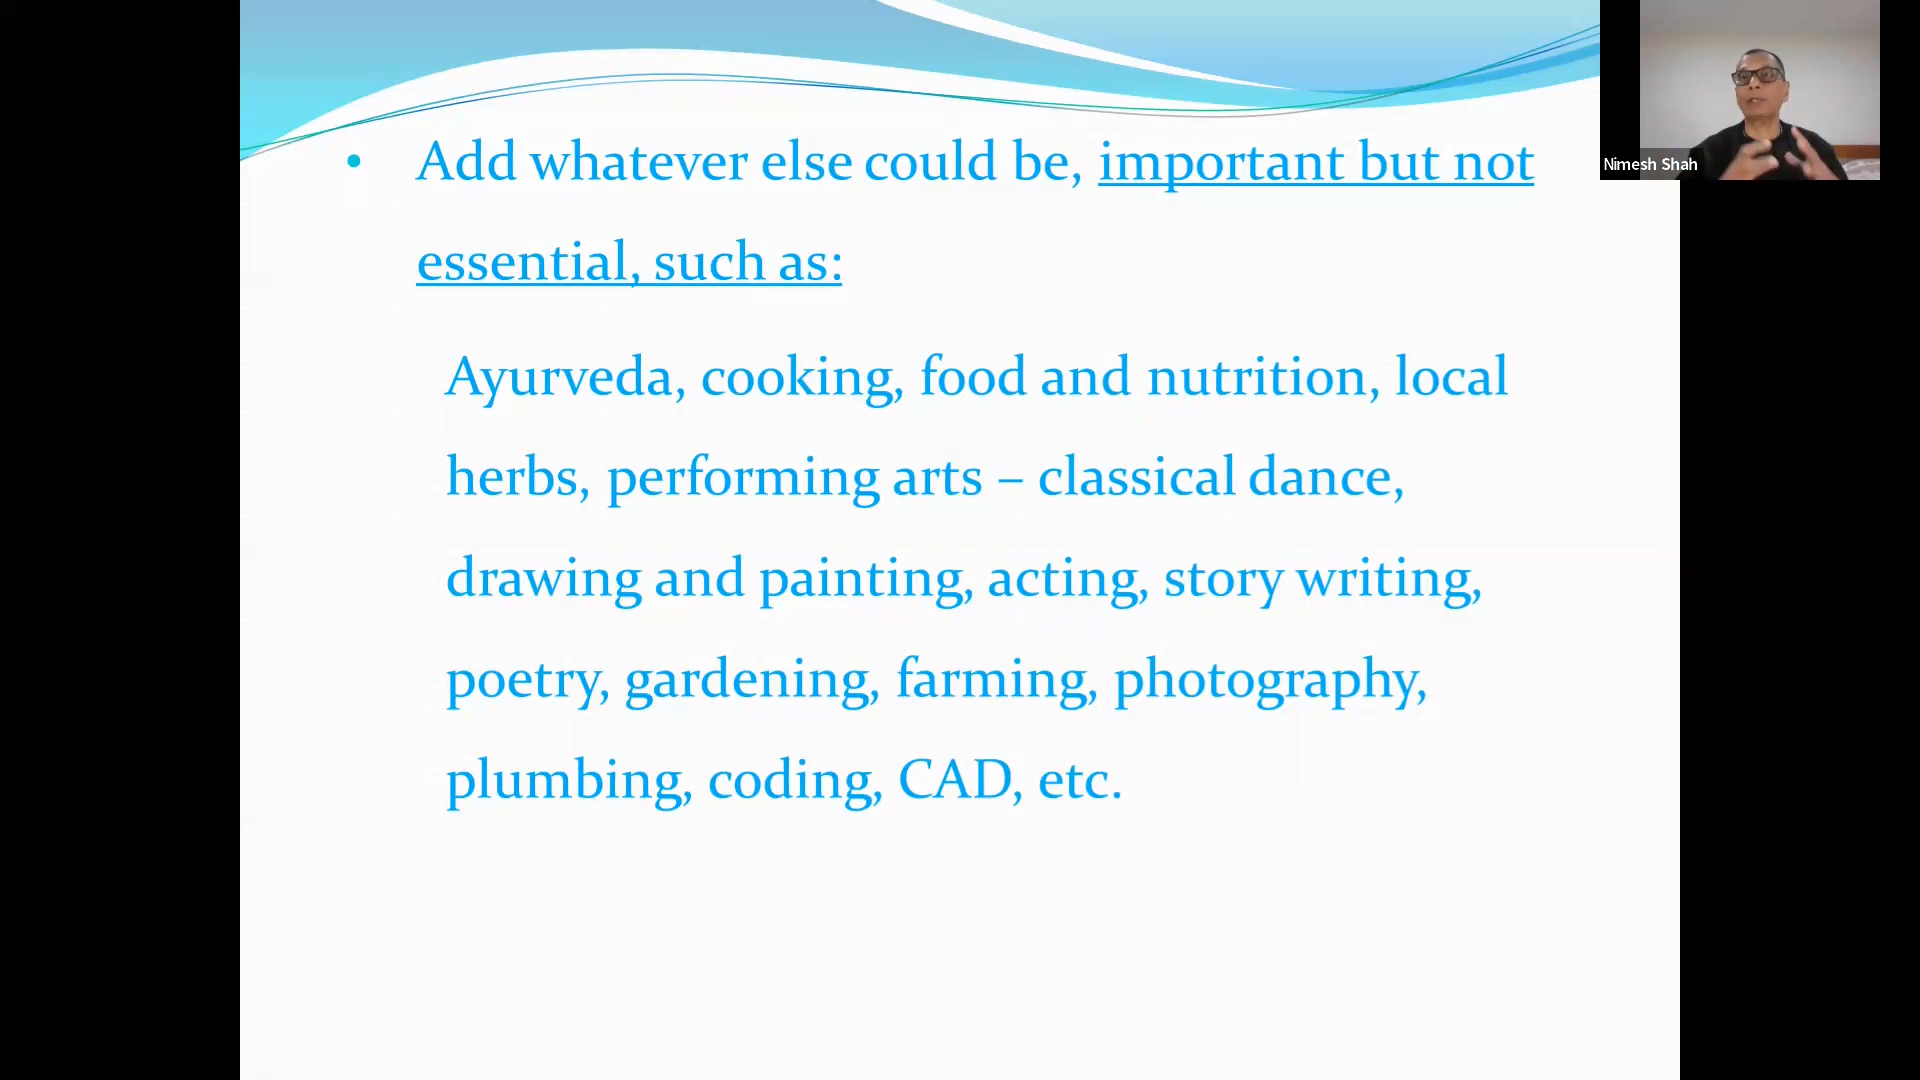 • Add whatever else could be, important but not
essential, such as:
Ayurveda, cooking, food and nutrition, local
herbs, performing arts – classical dance,
drawing and painting, acting, story writing,
poetry, gardening, farming, photography,
plumbing, coding, CAD, etc.
Nimesh Shah